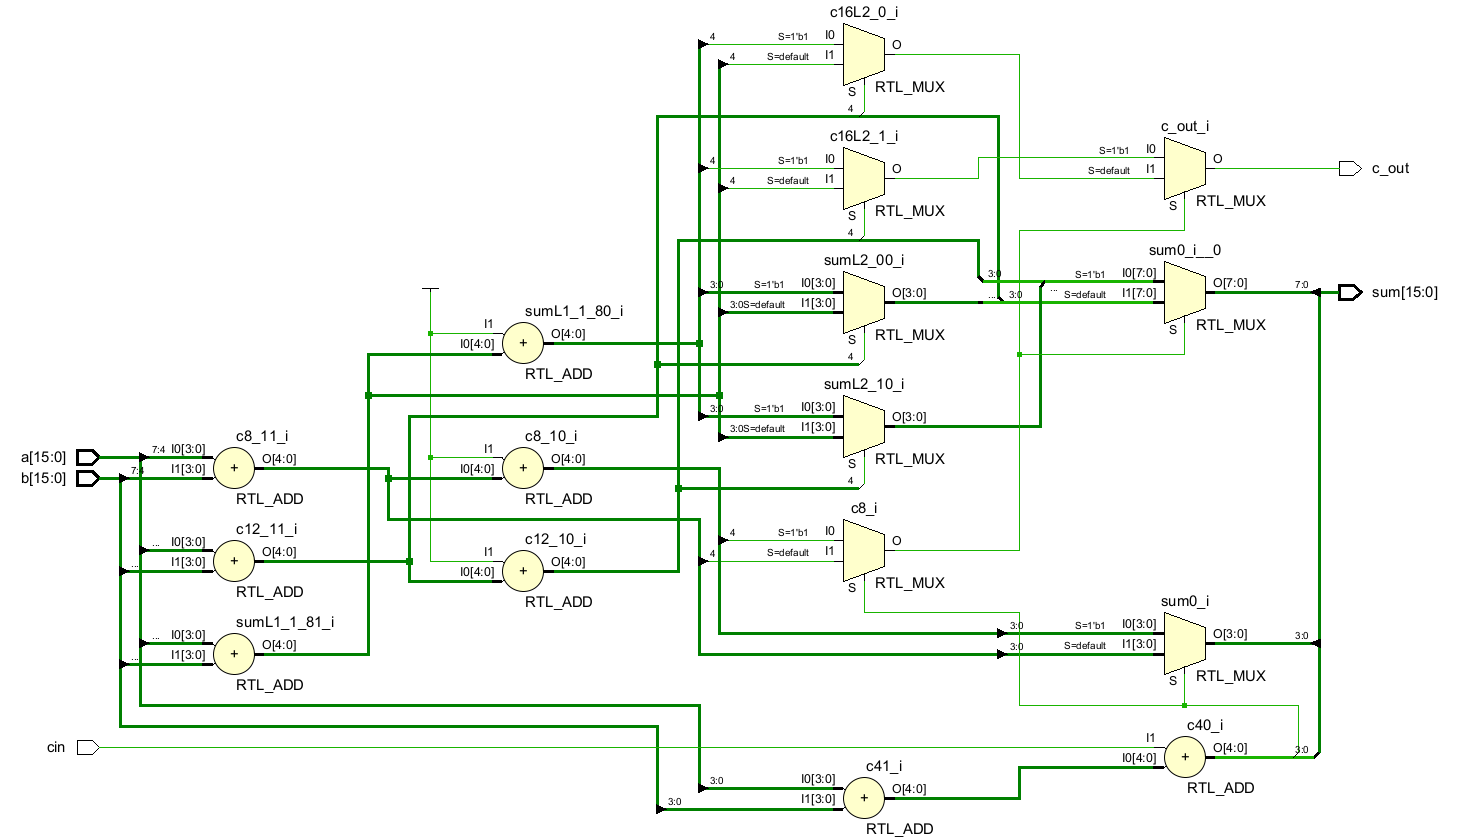 c16L2_0_i
4 S=1'b1 I0
4 S=default I1
O
S
RTL_MUX
4
c16L2_1_i
4 S=1'b1 I0
4 S=default I1
O
S
RTL_MUX
4
c_out_i
S=1'b1 I0
S=default I1
O
S
RTL_MUX
c_out
sumL2_00_i
3:0 S=1'b1 I0[3:0]
3:0 S=default I1[3:0]
O[3:0]
S
RTL_MUX
4
sum0_i__0
3:0 S=1'b1 I0[7:0]
... 3:0 ... S=default I1[7:0]
O[7:0]
S
RTL_MUX
7:0
sum[15:0]
sumL1_1_80_i
I1
I0[4:0]
O[4:0]
+
RTL_ADD
sumL2_10_i
3:0 S=1'b1 I0[3:0]
3:0 S=default I1[3:0]
O[3:0]
S
RTL_MUX
4
a[15:0]
b[15:0]
c8_11_i
7:4 I0[3:0]
7:4 I1[3:0]
O[4:0]
+
RTL_ADD
c8_10_i
I1
I0[4:0]
O[4:0]
+
RTL_ADD
c12_11_i
... I0[3:0]
... I1[3:0]
O[4:0]
+
RTL_ADD
c12_10_i
I1
I0[4:0]
O[4:0]
+
RTL_ADD
c8_i
4 S=1'b1 I0
4 S=default I1
O
S
RTL_MUX
sumL1_1_81_i
... I0[3:0]
... I1[3:0]
O[4:0]
+
RTL_ADD
sum0_i
3:0 S=1'b1 I0[3:0]
3:0 S=default I1[3:0]
O[3:0]
S
RTL_MUX
3:0
cin
c40_i
I1
I0[4:0]
O[4:0]
+
RTL_ADD
3:0
c41_i
3:0 I0[3:0]
3:0 I1[3:0]
O[4:0]
+
RTL_ADD